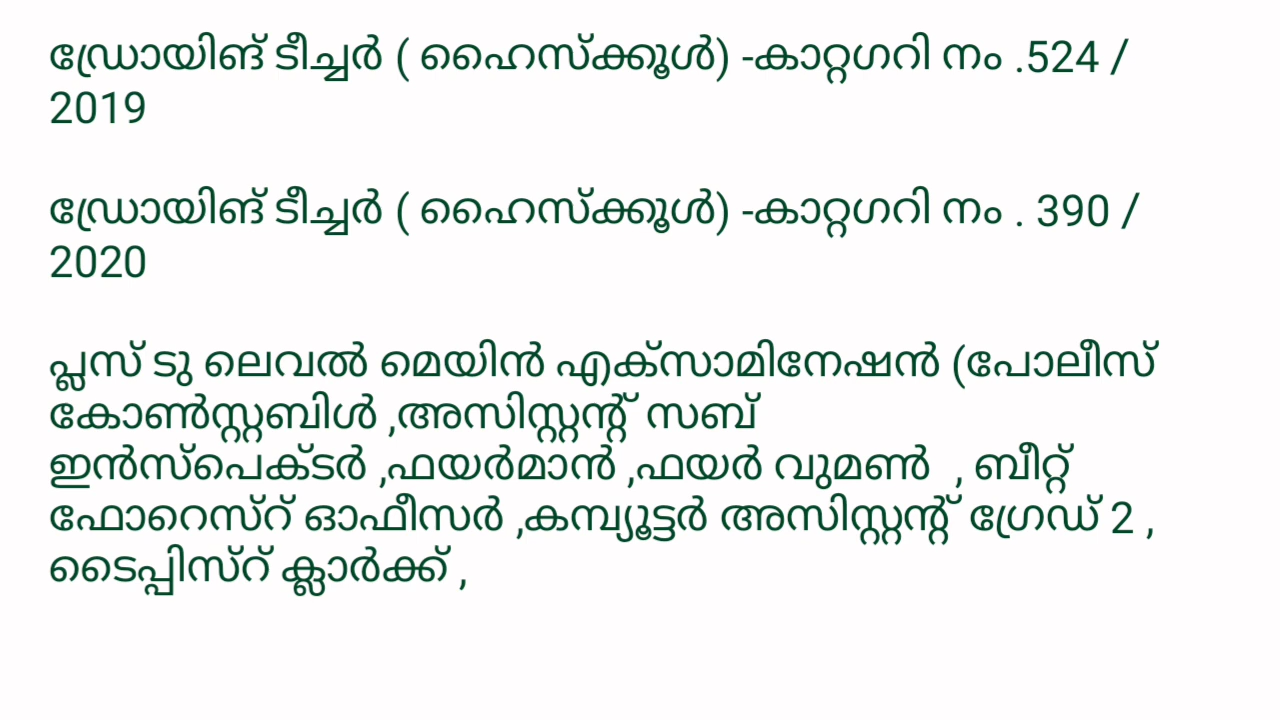 ഡ്രോയിങ് ടീച്ചർ ( ഹൈസ്ക്കൂൾ) -കാറ്റഗറി നം .524 /
2019
ഡ്രോയിങ് ടീച്ചർ ( ഹൈസ്ക്കൂൾ) -കാറ്റഗറി നം . 390 /
2020
പ്ലസ് ടു ലെവൽ മെയിൻ എക്സാമിനേഷൻ (പോലീസ്
കോൺസ്റ്റബിൾ ,അസിസ്റ്റന്റ് സബ്
ഇൻസ്പെക്ടർ ,ഫയർമാൻ ,ഫയർ വുമൺ , ബീറ്റ്
ഫോറെസ്റ് ഓഫീസർ ,കമ്പ്യൂട്ടർ അസിസ്റ്റന്റ് ഗ്രേഡ് 2 ,
ടൈപ്പിസ്റ് ക്ലാർക്ക് ,